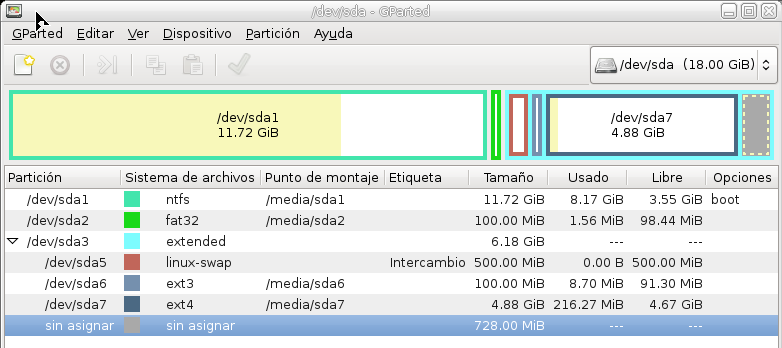 /dev/sda - GParted
GParted Editar Ver Dispositivo Partición Ayuda
/dev/sda (18.00 GiB)
/dev/sda1
11.72 GiB
/dev/sda7
4.88 GiB
Partición Sistema de archivos Punto de montaje Etiqueta Tamaño Usado Libre Opciones
/dev/sda1 ntfs /media/sda1 11.72 GiB 8.17 GiB 3.55 GiB boot
/dev/sda2 fat32 /media/sda2 100.00 MiB 1.56 MiB 98.44 MiB
/dev/sda3 extended 6.18 GiB --- ---
/dev/sda5 linux-swap Intercambio 500.00 MiB 0.00 B 500.00 MiB
/dev/sda6 ext3 /media/sda6 100.00 MiB 8.70 MiB 91.30 MiB
/dev/sda7 ext4 /media/sda7 4.88 GiB 216.27 MiB 4.67 GiB
sin asignar sin asignar 728.00 MiB --- ---